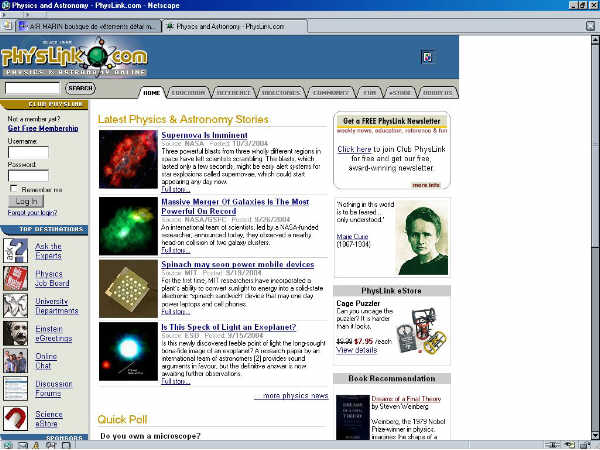 Physics and Astronomy - PhysLink.com - Netscape
AIR MARIN boutique de vêtements détail m...
Physics and Astronomy - PhysLink.com
SINCE 1995
PHYSLINK.COM
PHYSICS & ASTRONOMY ONLINE
SEARCH
HOME
EDUCATION
REFERENCE
DIRECTORIES
COMMUNITY
FUN
eSTORE
ABOUT US
CLUB PHYSLINK
Not a member yet?
Get Free Membership
Username:
Password:
Remember me
Log In
Forgot your login?
TOP DESTINATIONS
Ask the
Experts
Physics
Job Board
University
Departments
Einstein
eGreetings
Online
Chat
Discussion
Forums
Science
eStore
SPONSORS
Latest Physics & Astronomy Stories
Supernova Is Imminent
Source: NASA Posted: 10/3/2004
Three powerful blasts from three wholly different regions in
space have left scientists scrambling. The blasts, which
lasted only a few seconds, might be early alert systems for
star explosions called supernovae, which could start
appearing any day now.
Full story...
Massive Merger Of Galaxies Is The Most
Powerful On Record
Source: NASA/GSFC Posted: 9/26/2004
An international team of scientists, led by a NASA-funded
researcher, announced today, they observed a nearby
head-on collision of two galaxy clusters.
Full story...
Spinach may soon power mobile devices
Source: MIT Posted: 9/19/2004
For the first time, MIT researchers have incorporated a
plant's ability to convert sunlight to energy into a solid-state
electronic "spinach sandwich" device that may one day
power laptops and cell phones.
Full story...
Is This Speck of Light an Exoplanet?
Source: ESO Posted: 9/15/2004
Is this newly discovered feeble point of light the long-sought
bona-fide image of an exoplanet? A research paper by an
international team of astronomers [2] provides sound
arguments in favour, but the definitive answer is now
awaiting further observations.
Full story...
... more physics news
Quick Poll
Do you own a microscope?
Get a FREE PhysLink Newsletter
weekly news, education, reference & fun
Click here to join Club PhysLink
for free and get our free,
award-winning newsletter.
more info
'Nothing in this world
is to be feared ...
only understood.'
Marie Curie
(1867-1934)
PhysLink eStore
Cage Puzzler
Can you uncage the
puzzler? It is harder
than it looks.
$9.99 $7.95 /each
View details
Book Recommendation
Dreams of a Final Theory
by Steven Weinberg
Weinberg, the 1979 Nobel
Prize-winner in physics,
imagines the shape of a